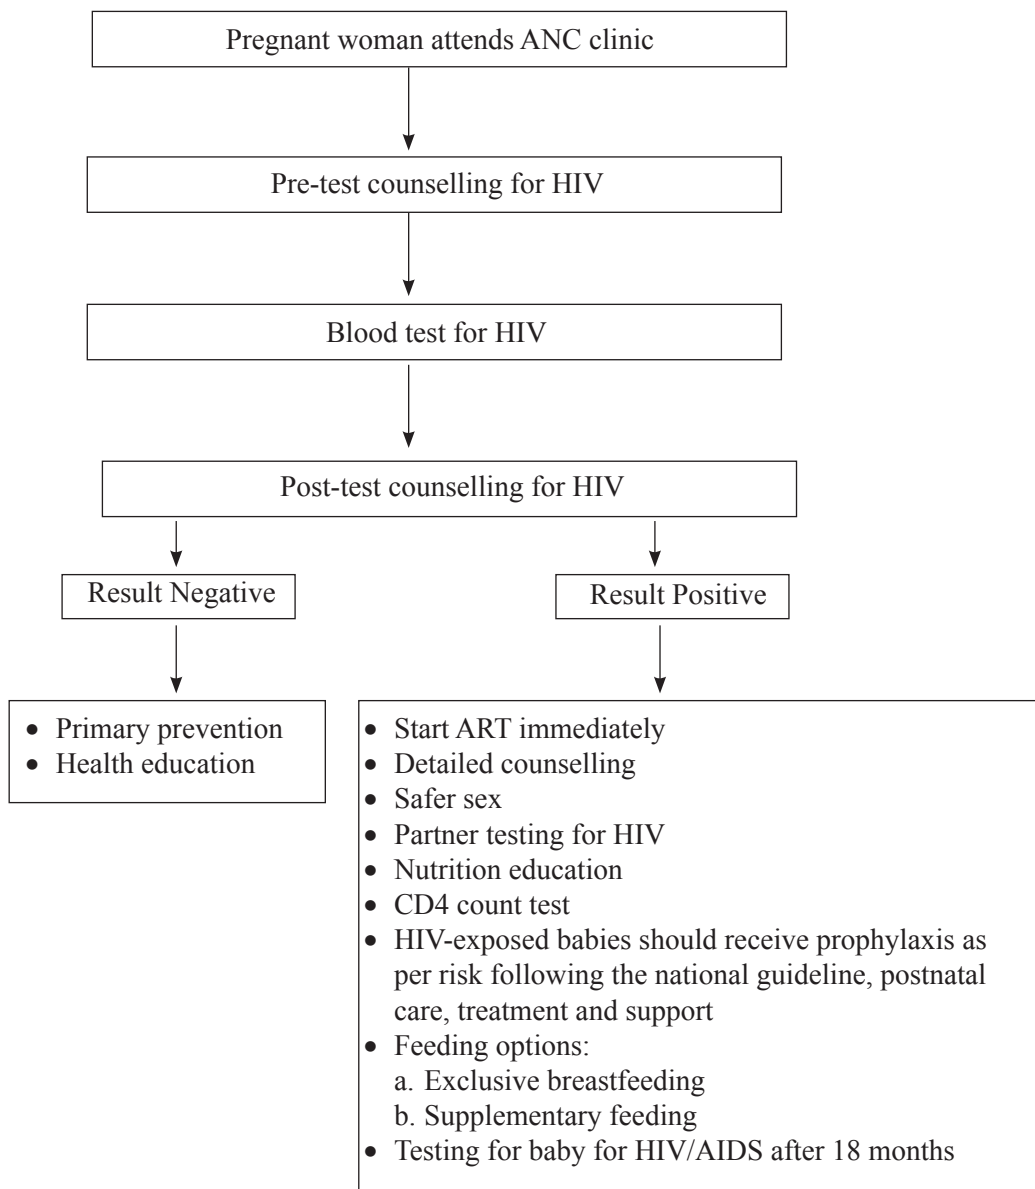 Pregnant woman attends ANC clinic
Pre-test counselling for HIV
Blood test for HIV
Post-test counselling for HIV
Result Negative
Result Positive
• Primary prevention
• Health education
• Start ART immediately
• Detailed counselling
• Safer sex
• Partner testing for HIV
• Nutrition education
• CD4 count test
• HIV-exposed babies should receive prophylaxis as
per risk following the national guideline, postnatal
care, treatment and support
• Feeding options:
a. Exclusive breastfeeding
b. Supplementary feeding
• Testing for baby for HIV/AIDS after 18 months